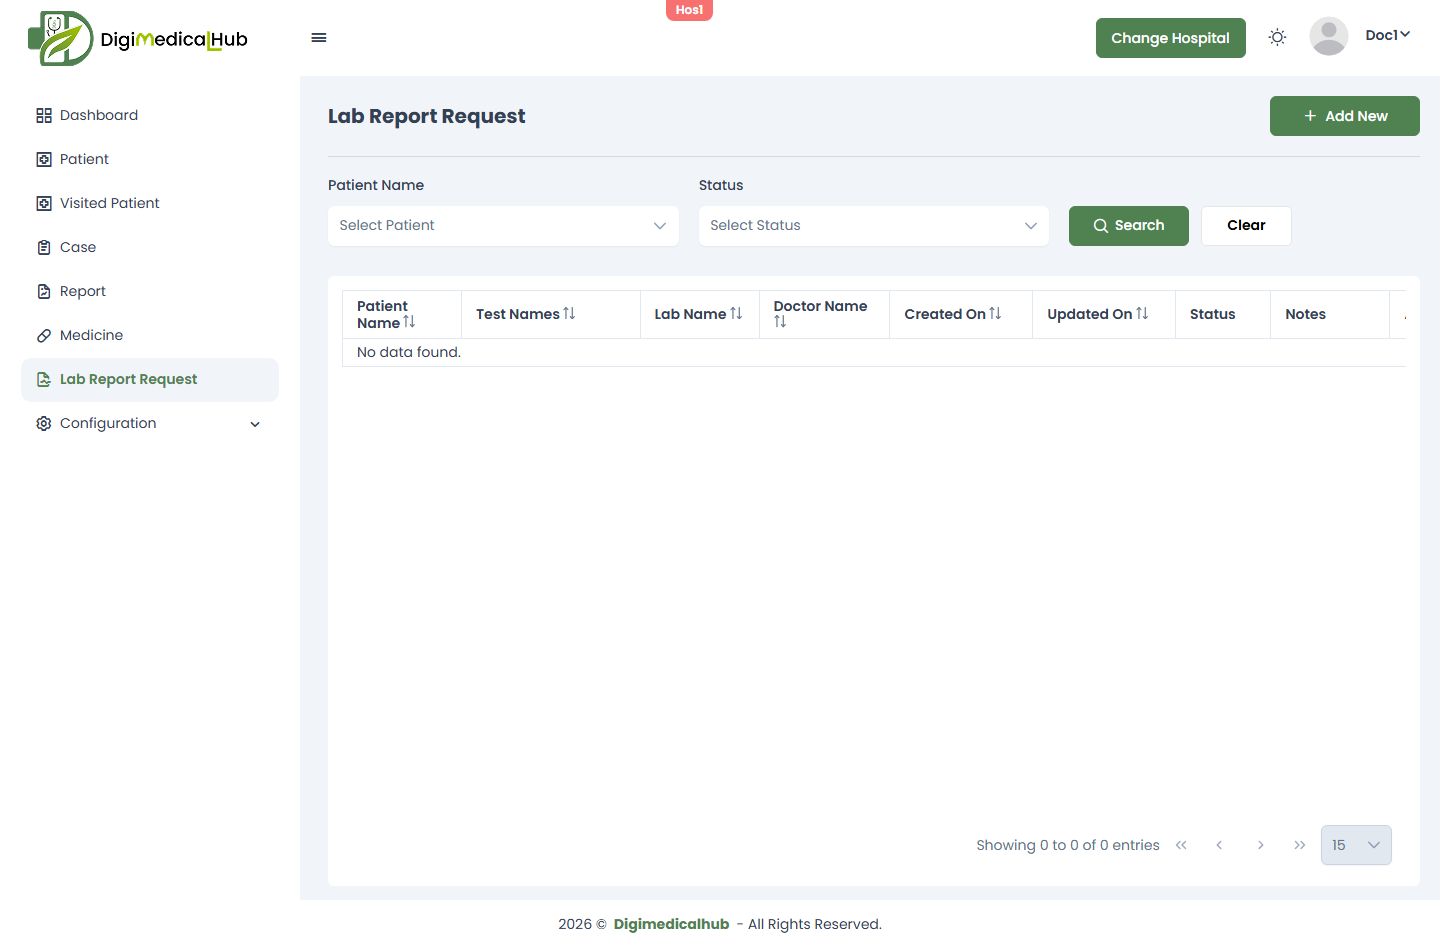 DigiMedicalHub
Hos1
Change Hospital
Doc1
Dashboard
Patient
Visited Patient
Case
Report
Medicine
Lab Report Request
Configuration
Lab Report Request
Add New
Patient Name
Status
Select Patient
Select Status
Search
Clear
Patient Name
Test Names
Lab Name
Doctor Name
Created On
Updated On
Status
Notes
No data found.
Showing 0 to 0 of 0 entries
15
2026 © Digimedicalhub - All Rights Reserved.